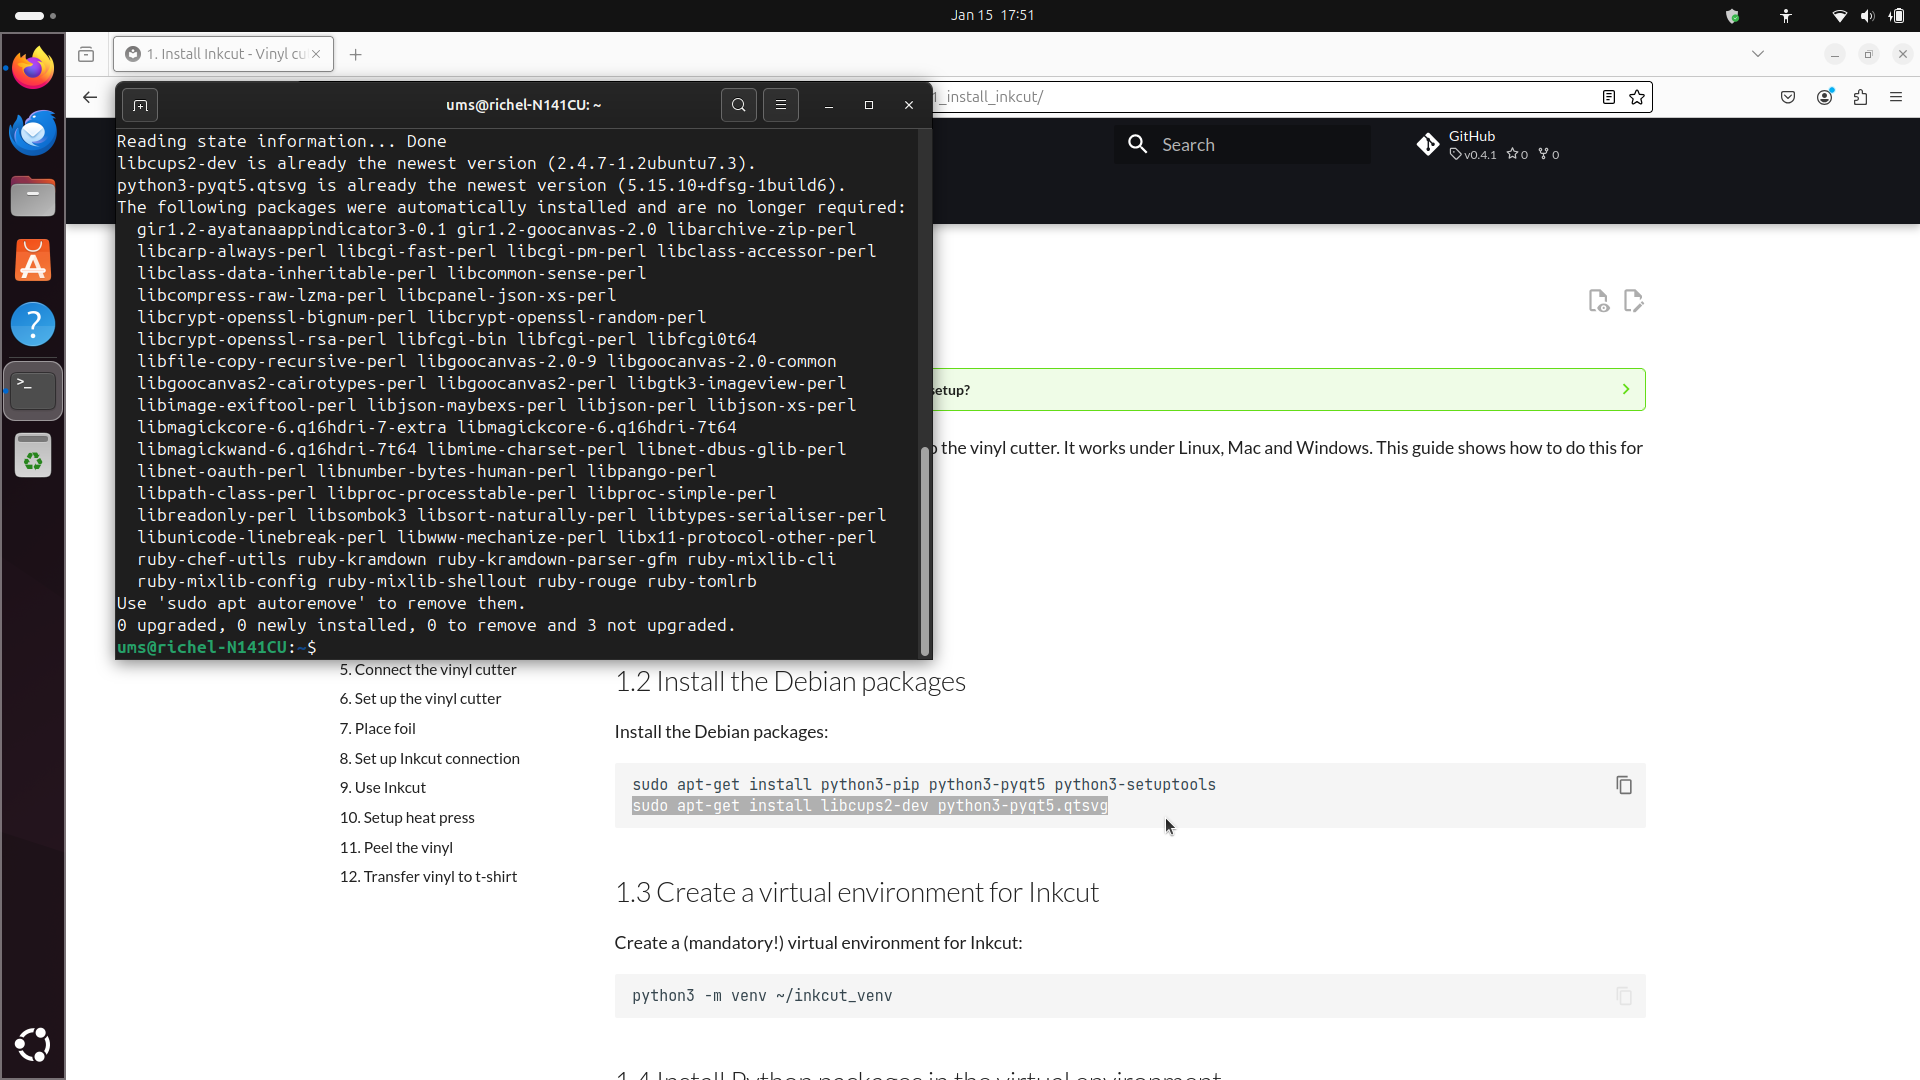 Jan 15 17:51
1. Install Inkcut - Vinyl cu
1_install_inkcut/
ums@richel-N141CU: ~
Search
GitHub
v0.4.1 0 0
Reading state information... Done
libcups2-dev is already the newest version (2.4.7-1.2ubuntu7.3).
python3-pyqt5.qtsvg is already the newest version (5.15.10+dfsg-1build6).
The following packages were automatically installed and are no longer required:
gir1.2-ayatanaappindicator3-0.1 gir1.2-goocanvas-2.0 libarchive-zip-perl
libcarp-always-perl libcgi-fast-perl libcgi-pm-perl libclass-accessor-perl
libclass-data-inheritable-perl libcommon-sense-perl
libcompress-raw-lzma-perl libcpanel-json-xs-perl
libcrypt-openssl-bignum-perl libcrypt-openssl-random-perl
libcrypt-openssl-rsa-perl libfcgi-bin libfcgi-perl libfcgi0t64
libfile-copy-recursive-perl libgoocanvas-2.0-9 libgoocanvas-2.0-common
libgoocanvas2-cairotypes-perl libgoocanvas2-perl libgtk3-imageview-perl
libimage-exiftool-perl libjson-maybexs-perl libjson-perl libjson-xs-perl
libmagickcore-6.q16hdri-7-extra libmagickcore-6.q16hdri-7t64
libmagickwand-6.q16hdri-7t64 libmime-charset-perl libnet-dbus-glib-perl
libnet-oauth-perl libnumber-bytes-human-perl libpango-perl
libpath-class-perl libproc-processtable-perl libproc-simple-perl
libreadonly-perl libsombok3 libsort-naturally-perl libtypes-serialiser-perl
libunicode-linebreak-perl libwww-mechanize-perl libx11-protocol-other-perl
ruby-chef-utils ruby-kramdown ruby-kramdown-parser-gfm ruby-mixlib-cli
ruby-mixlib-config ruby-mixlib-shellout ruby-rouge ruby-tomlrb
Use 'sudo apt autoremove' to remove them.
0 upgraded, 0 newly installed, 0 to remove and 3 not upgraded.
ums@richel-N141CU:~$
setup?
o the vinyl cutter. It works under Linux, Mac and Windows. This guide shows how to do this for
5. Connect the vinyl cutter
6. Set up the vinyl cutter
7. Place foil
8. Set up Inkcut connection
9. Use Inkcut
10. Setup heat press
11. Peel the vinyl
12. Transfer vinyl to t-shirt
1.2 Install the Debian packages
Install the Debian packages:
sudo apt-get install python3-pip python3-pyqt5 python3-setuptools
sudo apt-get install libcups2-dev python3-pyqt5.qtsvg
1.3 Create a virtual environment for Inkcut
Create a (mandatory!) virtual environment for Inkcut:
python3 -m venv ~/inkcut_venv
1.4 Install Python packages in the virtual environment